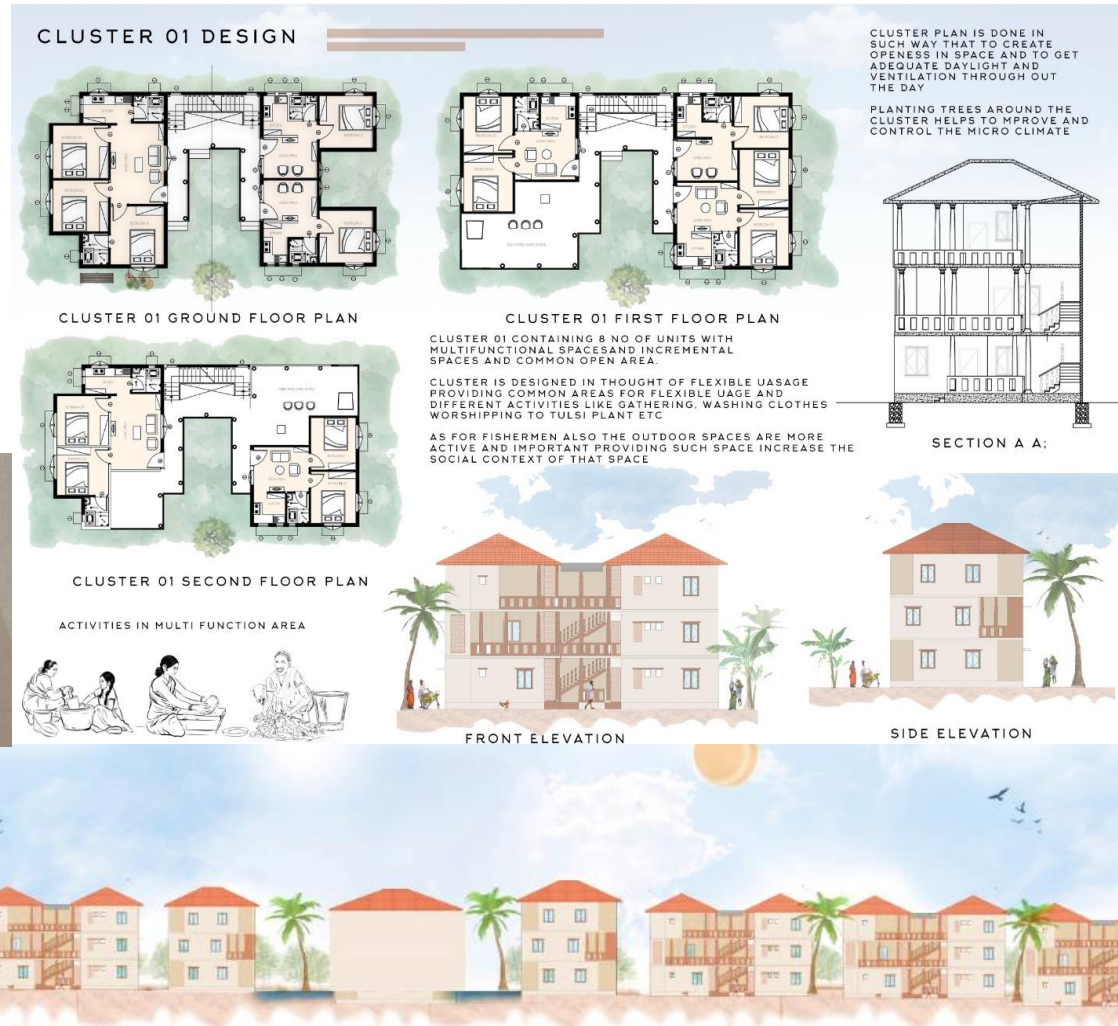 CLUSTER 01 DESIGN
CLUSTER PLAN IS DONE IN
SUCH WAY THAT TO CREATE
OPENESS IN SPACE AND TO GET
ADEQUATE DAYLIGHT AND
VENTILATION THROUGH OUT
THE DAY
PLANTING TREES AROUND THE
CLUSTER HELPS TO MPROVE AND
CONTROL THE MICRO CLIMATE
CLUSTER 01 GROUND FLOOR PLAN
CLUSTER 01 FIRST FLOOR PLAN
CLUSTER 01 CONTAINING 8 NO OF UNITS WITH
MULTIFUNCTIONAL SPACESAND INCREMENTAL
SPACES AND COMMON OPEN AREA.
CLUSTER IS DESIGNED IN THOUGHT OF FLEXIBLE UASAGE
PROVIDING COMMON AREAS FOR FLEXIBLE UAGE AND
DIFFERENT ACTIVITIES LIKE GATHERING, WASHING CLOTHES
WORSHIPPING TO TULSI PLANT ETC
AS FOR FISHERMEN ALSO THE OUTDOOR SPACES ARE MORE
ACTIVE AND IMPORTANT PROVIDING SUCH SPACE INCREASE THE
SOCIAL CONTEXT OF THAT SPACE
SECTION A A;
CLUSTER 01 SECOND FLOOR PLAN
ACTIVITIES IN MULTI FUNCTION AREA
FRONT ELEVATION
SIDE ELEVATION